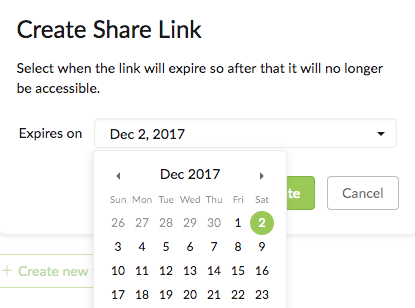 Create Share Link
Select when the link will expire so after that it will no longer
be accessible.
Expires on Dec 2, 2017
Dec 2017
Sun Mon Tue Wed Thu Fri Sat
26 27 28 29 30 1 2
3 4 5 6 7 8 9
10 11 12 13 14 15 16
17 18 19 20 21 22 23
Cancel
+ Create new